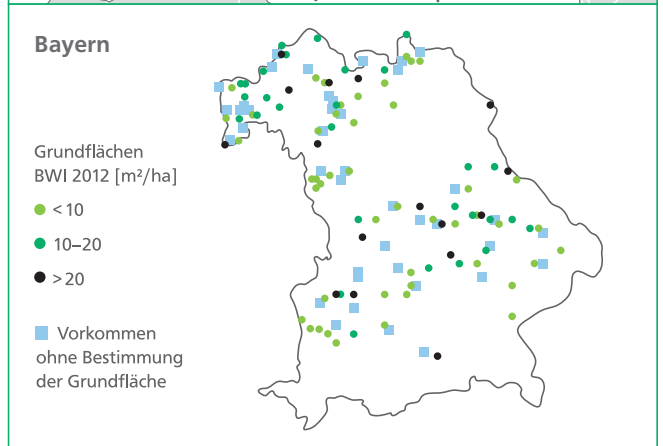 Bayern
Grundflächen
BWI 2012 [m²/ha]
< 10
10–20
> 20
Vorkommen
ohne Bestimmung
der Grundfläche